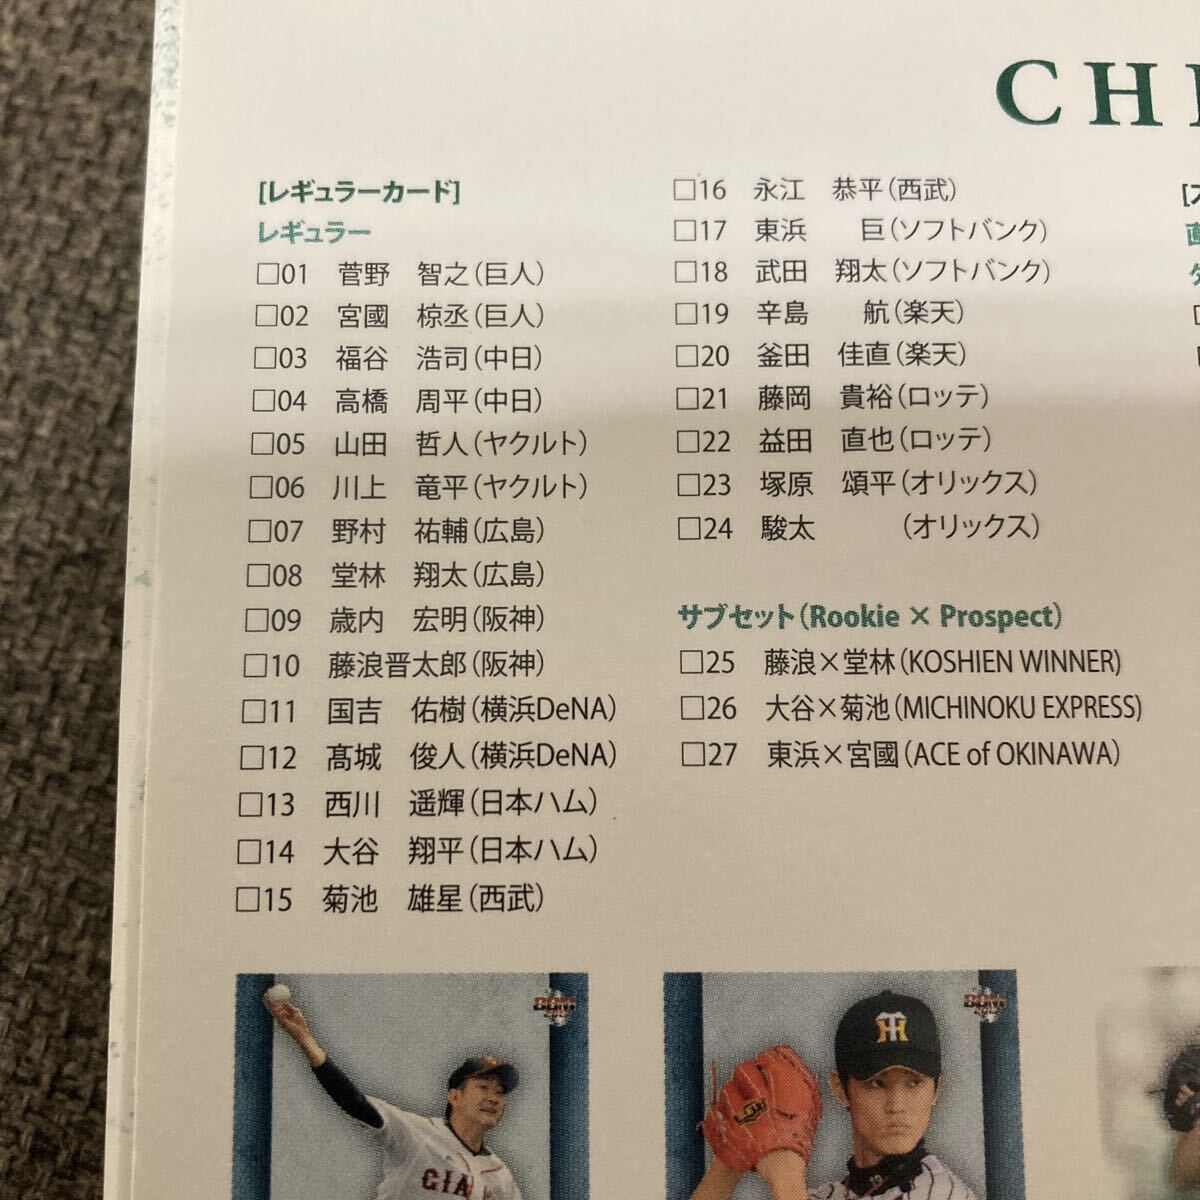 CH
[レギュラーカード]
レギュラー
□01 菅野 智之(巨人)
□02 宮國 椋丞(巨人)
□03 福谷 浩司(中日)
□04 高橋 周平(中日)
□05 山田 哲人(ヤクルト)
□06 川上 竜平(ヤクルト)
□07 野村 祐輔(広島)
□08 堂林 翔太(広島)
□09 歳内 宏明(阪神)
□10 藤浪晋太郎(阪神)
□11 国吉 佑樹(横浜DeNA)
□12 髙城 俊人(横浜DeNA)
□13 西川 遥輝(日本ハム)
□14 大谷 翔平(日本ハム)
□15 菊池 雄星(西武)
□16 永江 恭平(西武)
□17 東浜 巨(ソフトバンク)
□18 武田 翔太(ソフトバンク)
□19 辛島 航(楽天)
□20 釜田 佳直(楽天)
□21 藤岡 貴裕(ロッテ)
□22 益田 直也(ロッテ)
□23 塚原 頌平(オリックス)
□24 駿太 (オリックス)
サブセット(Rookie × Prospect)
□25 藤浪×堂林(KOSHIEN WINNER)
□26 大谷×菊池(MICHINOKU EXPRESS)
□27 東浜×宮國(ACE of OKINAWA)
BBM
BBM